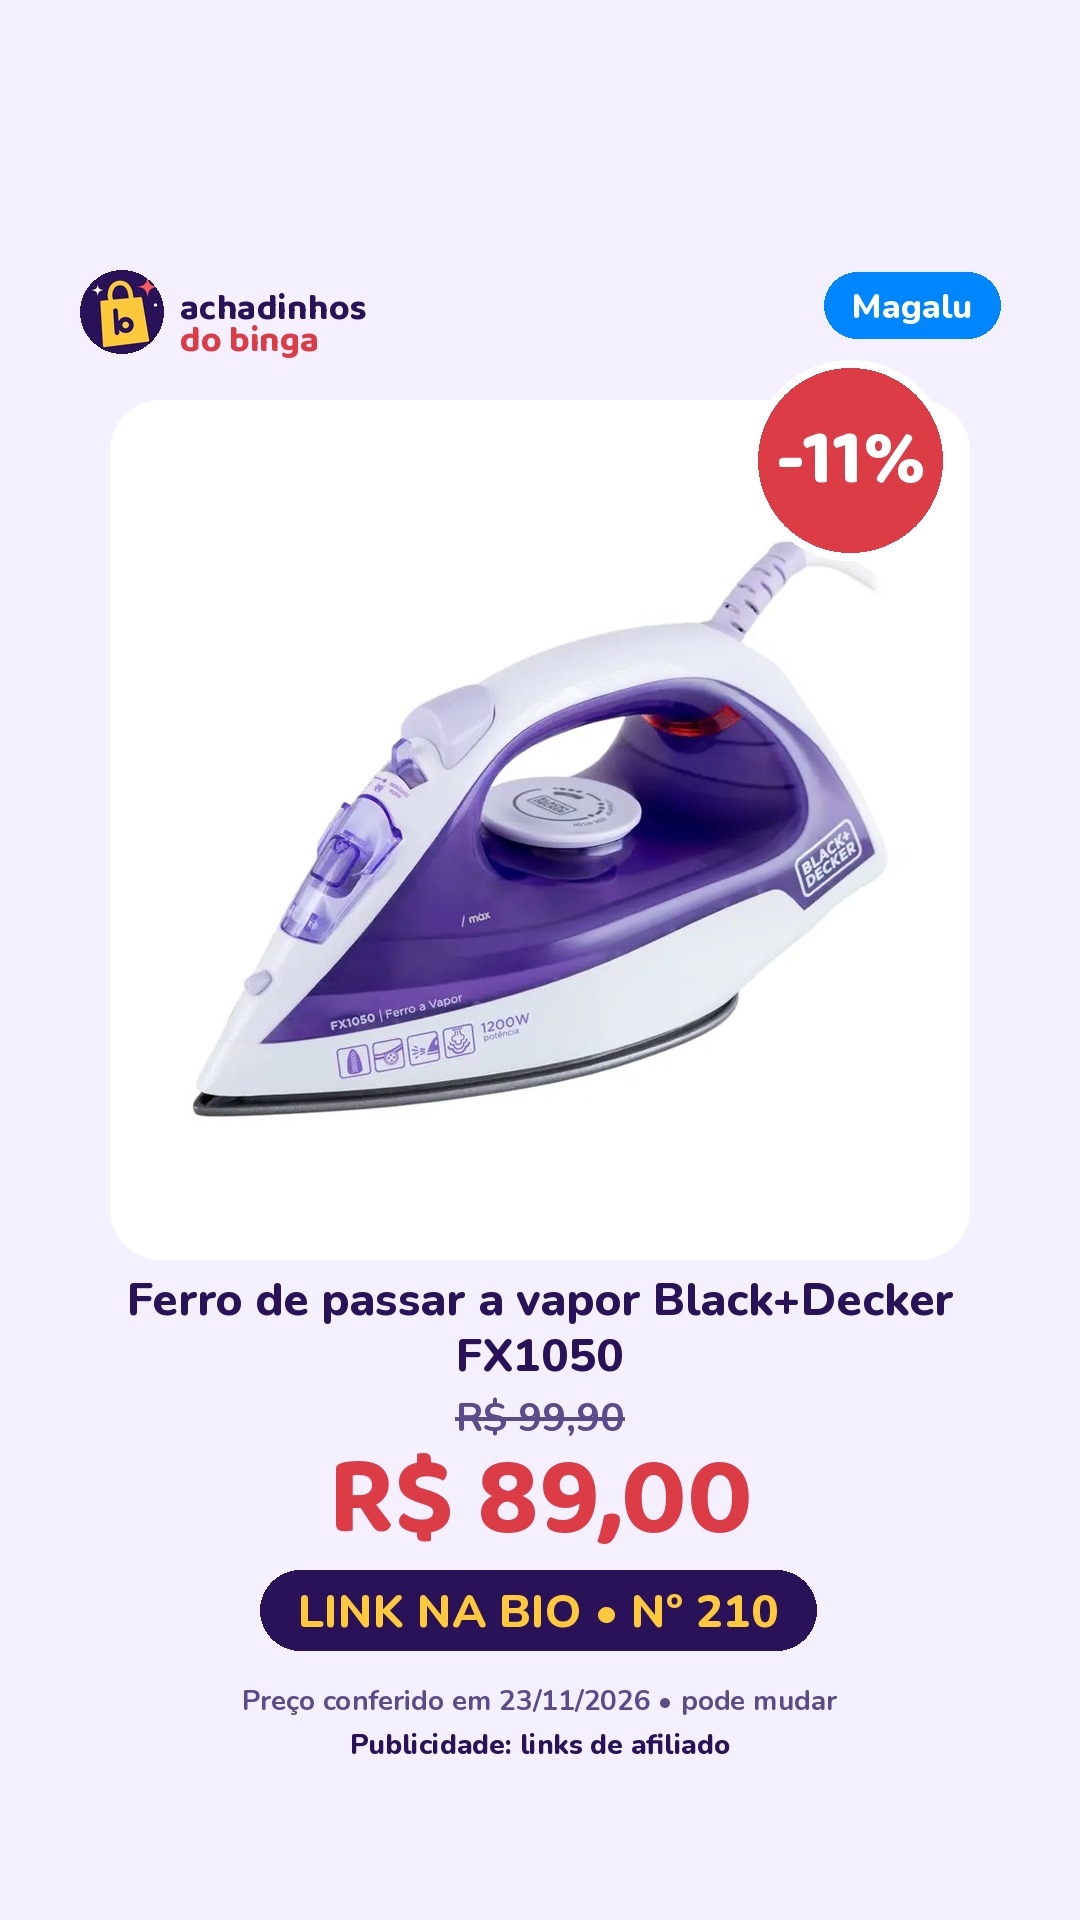 achadinhos
do binga
b
Magalu
-11%
BLACK+
DECKER
/ máx
FX1050 | Ferro a Vapor
1200W
potência
Ferro de passar a vapor Black+Decker
FX1050
R$ 99,90
R$ 89,00
LINK NA BIO • Nº 210
Preço conferido em 23/11/2026 • pode mudar
Publicidade: links de afiliado